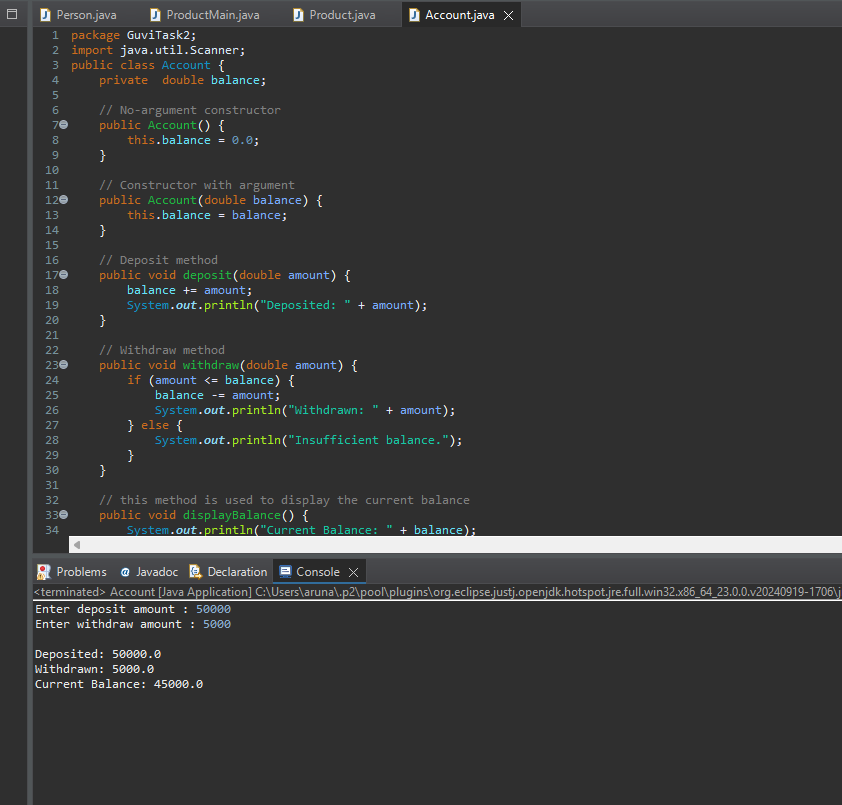 Person.java ProductMain.java Product.java Account.java
1 package GuviTask2;
2 import java.util.Scanner;
3 public class Account {
4     private  double balance;
5
6     // No-argument constructor
7     public Account() {
8         this.balance = 0.0;
9     }
10
11     // Constructor with argument
12     public Account(double balance) {
13         this.balance = balance;
14     }
15
16     // Deposit method
17     public void deposit(double amount) {
18         balance += amount;
19         System.out.println("Deposited: " + amount);
20     }
21
22     // Withdraw method
23     public void withdraw(double amount) {
24         if (amount <= balance) {
25             balance -= amount;
26             System.out.println("Withdrawn: " + amount);
27         } else {
28             System.out.println("Insufficient balance.");
29         }
30     }
31
32     // this method is used to display the current balance
33     public void displayBalance() {
34         System.out.println("Current Balance: " + balance);
Problems Javadoc Declaration Console
<terminated> Account [Java Application] C:\Users\aruna\.p2\pool\plugins\org.eclipse.justj.openjdk.hotspot.jre.full.win32.x86_64_23.0.0.v20240919-1706\j
Enter deposit amount : 50000
Enter withdraw amount : 5000
Deposited: 50000.0
Withdrawn: 5000.0
Current Balance: 45000.0